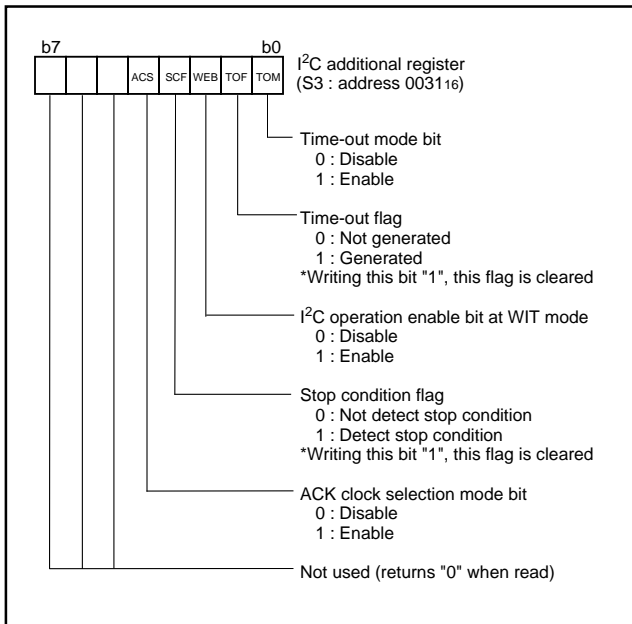 b7 b0
ACS SCF WEB TOF TOM
I²C additional register
(S3 : address 0031₁₆)
Time-out mode bit
0 : Disable
1 : Enable
Time-out flag
0 : Not generated
1 : Generated
*Writing this bit "1", this flag is cleared
I²C operation enable bit at WIT mode
0 : Disable
1 : Enable
Stop condition flag
0 : Not detect stop condition
1 : Detect stop condition
*Writing this bit "1", this flag is cleared
ACK clock selection mode bit
0 : Disable
1 : Enable
Not used (returns "0" when read)